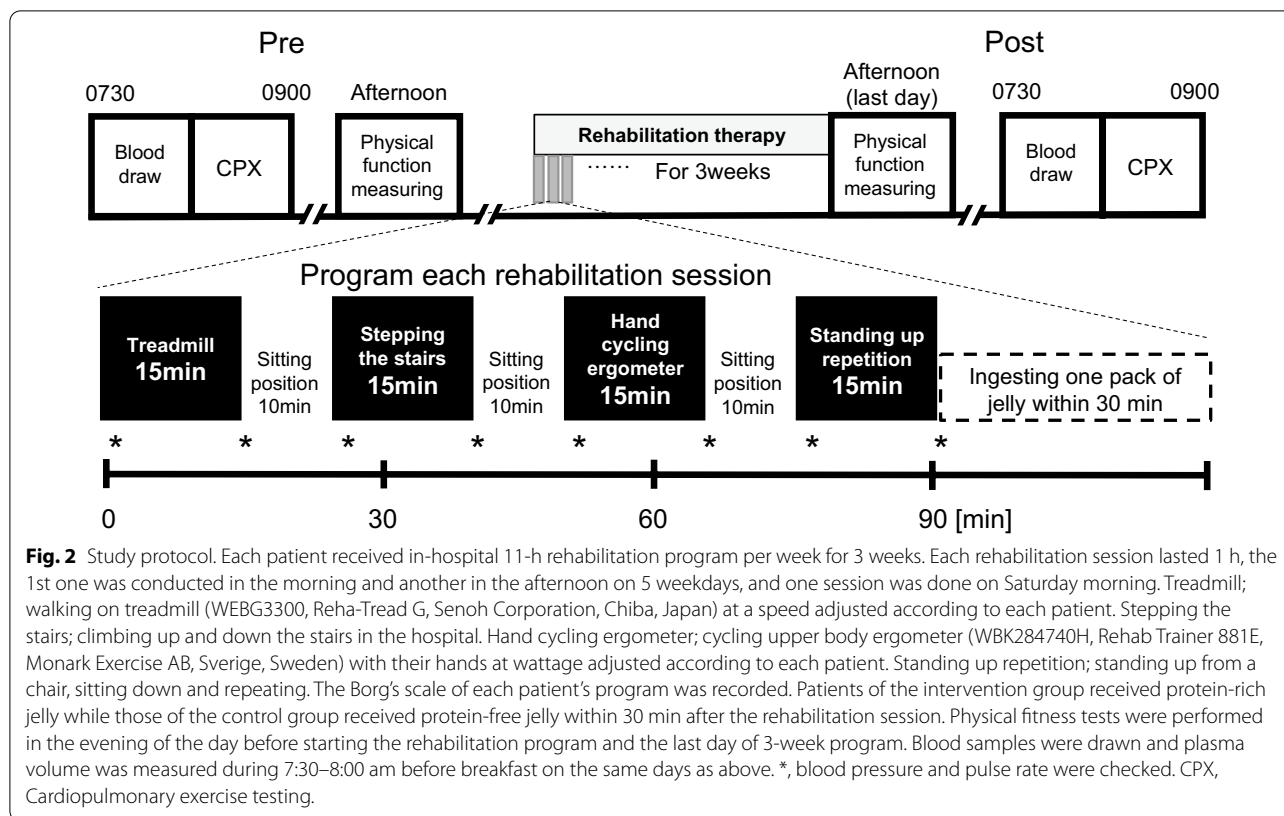 Pre
Post
0730
0900
Afternoon
Afternoon
(last day)
0730
0900
Blood
draw
CPX
Physical
function
measuring
Rehabilitation therapy
······ For 3weeks
Physical
function
measuring
Blood
draw
CPX
Program each rehabilitation session
Treadmill
15min
Sitting
position
10min
Stepping
the stairs
15min
Sitting
position
10min
Hand
cycling
ergometer
15min
Sitting
position
10min
Standing up
repetition
15min
Ingesting one pack of
jelly within 30 min
* * * * * * * *
0 30 60 90 [min]
Fig. 2 Study protocol. Each patient received in-hospital 11-h rehabilitation program per week for 3 weeks. Each rehabilitation session lasted 1 h, the
1st one was conducted in the morning and another in the afternoon on 5 weekdays, and one session was done on Saturday morning. Treadmill;
walking on treadmill (WEBG3300, Reha-Tread G, Senoh Corporation, Chiba, Japan) at a speed adjusted according to each patient. Stepping the
stairs; climbing up and down the stairs in the hospital. Hand cycling ergometer; cycling upper body ergometer (WBK284740H, Rehab Trainer 881E,
Monark Exercise AB, Sverige, Sweden) with their hands at wattage adjusted according to each patient. Standing up repetition; standing up from a
chair, sitting down and repeating. The Borg's scale of each patient's program was recorded. Patients of the intervention group received protein-rich
jelly while those of the control group received protein-free jelly within 30 min after the rehabilitation session. Physical fitness tests were performed
in the evening of the day before starting the rehabilitation program and the last day of 3-week program. Blood samples were drawn and plasma
volume was measured during 7:30–8:00 am before breakfast on the same days as above. *, blood pressure and pulse rate were checked. CPX,
Cardiopulmonary exercise testing.